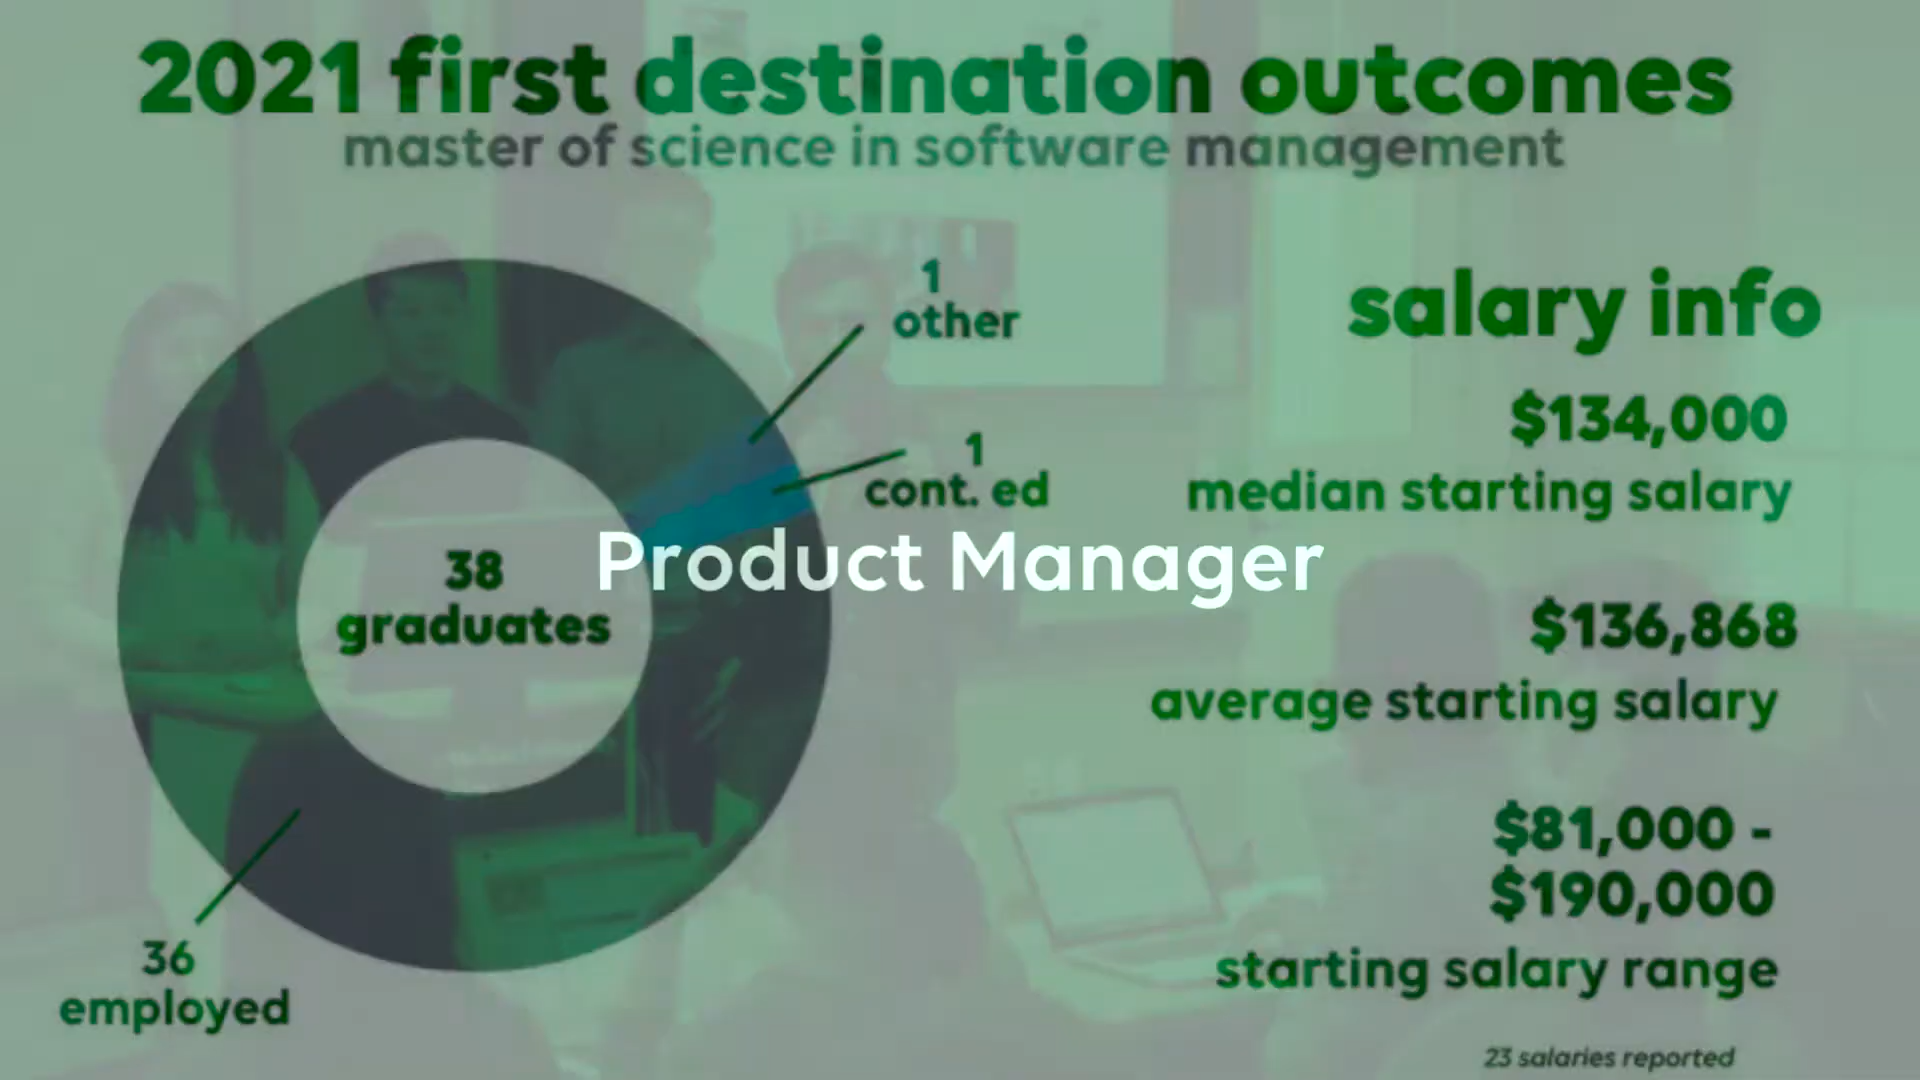 2021 first destination outcomes
master of science in software management
1
other
1
cont. ed
38
graduates
36
employed
Product Manager
salary info
$134,000
median starting salary
$136,868
average starting salary
$81,000 -
$190,000
starting salary range
23 salaries reported